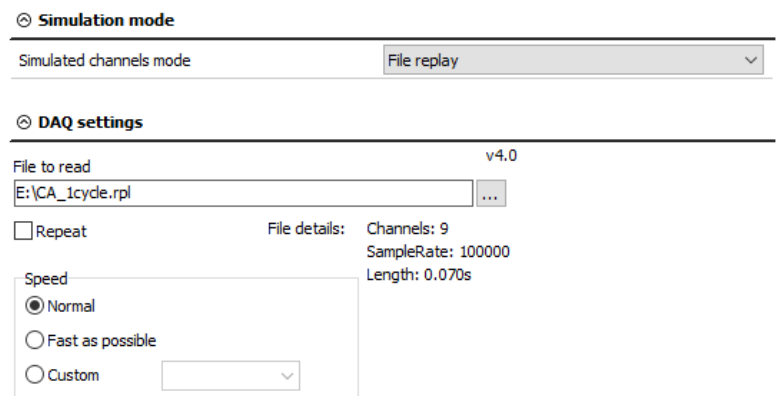 Simulation mode
Simulated channels mode File replay
DAQ settings
v4.0
File to read
E:\CA_1cycle.rpl ...
Repeat File details: Channels: 9
SampleRate: 100000
Length: 0.070s
Speed
Normal
Fast as possible
Custom